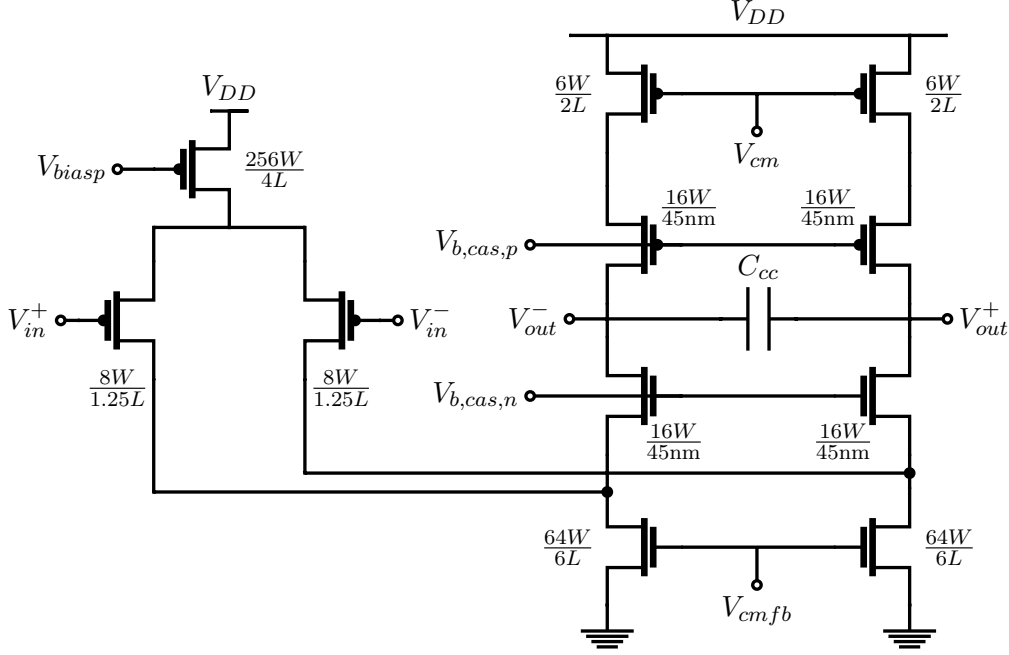 V_{DD}
6W/2L
6W/2L
V_{DD}
V_{cm}
V_{biasp}
256W/4L
16W/45nm
16W/45nm
V_{b,cas,p}
C_{cc}
V_{in}^{+}
V_{in}^{-}
V_{out}^{-}
V_{out}^{+}
8W/1.25L
8W/1.25L
V_{b,cas,n}
16W/45nm
16W/45nm
64W/6L
64W/6L
V_{cmfb}